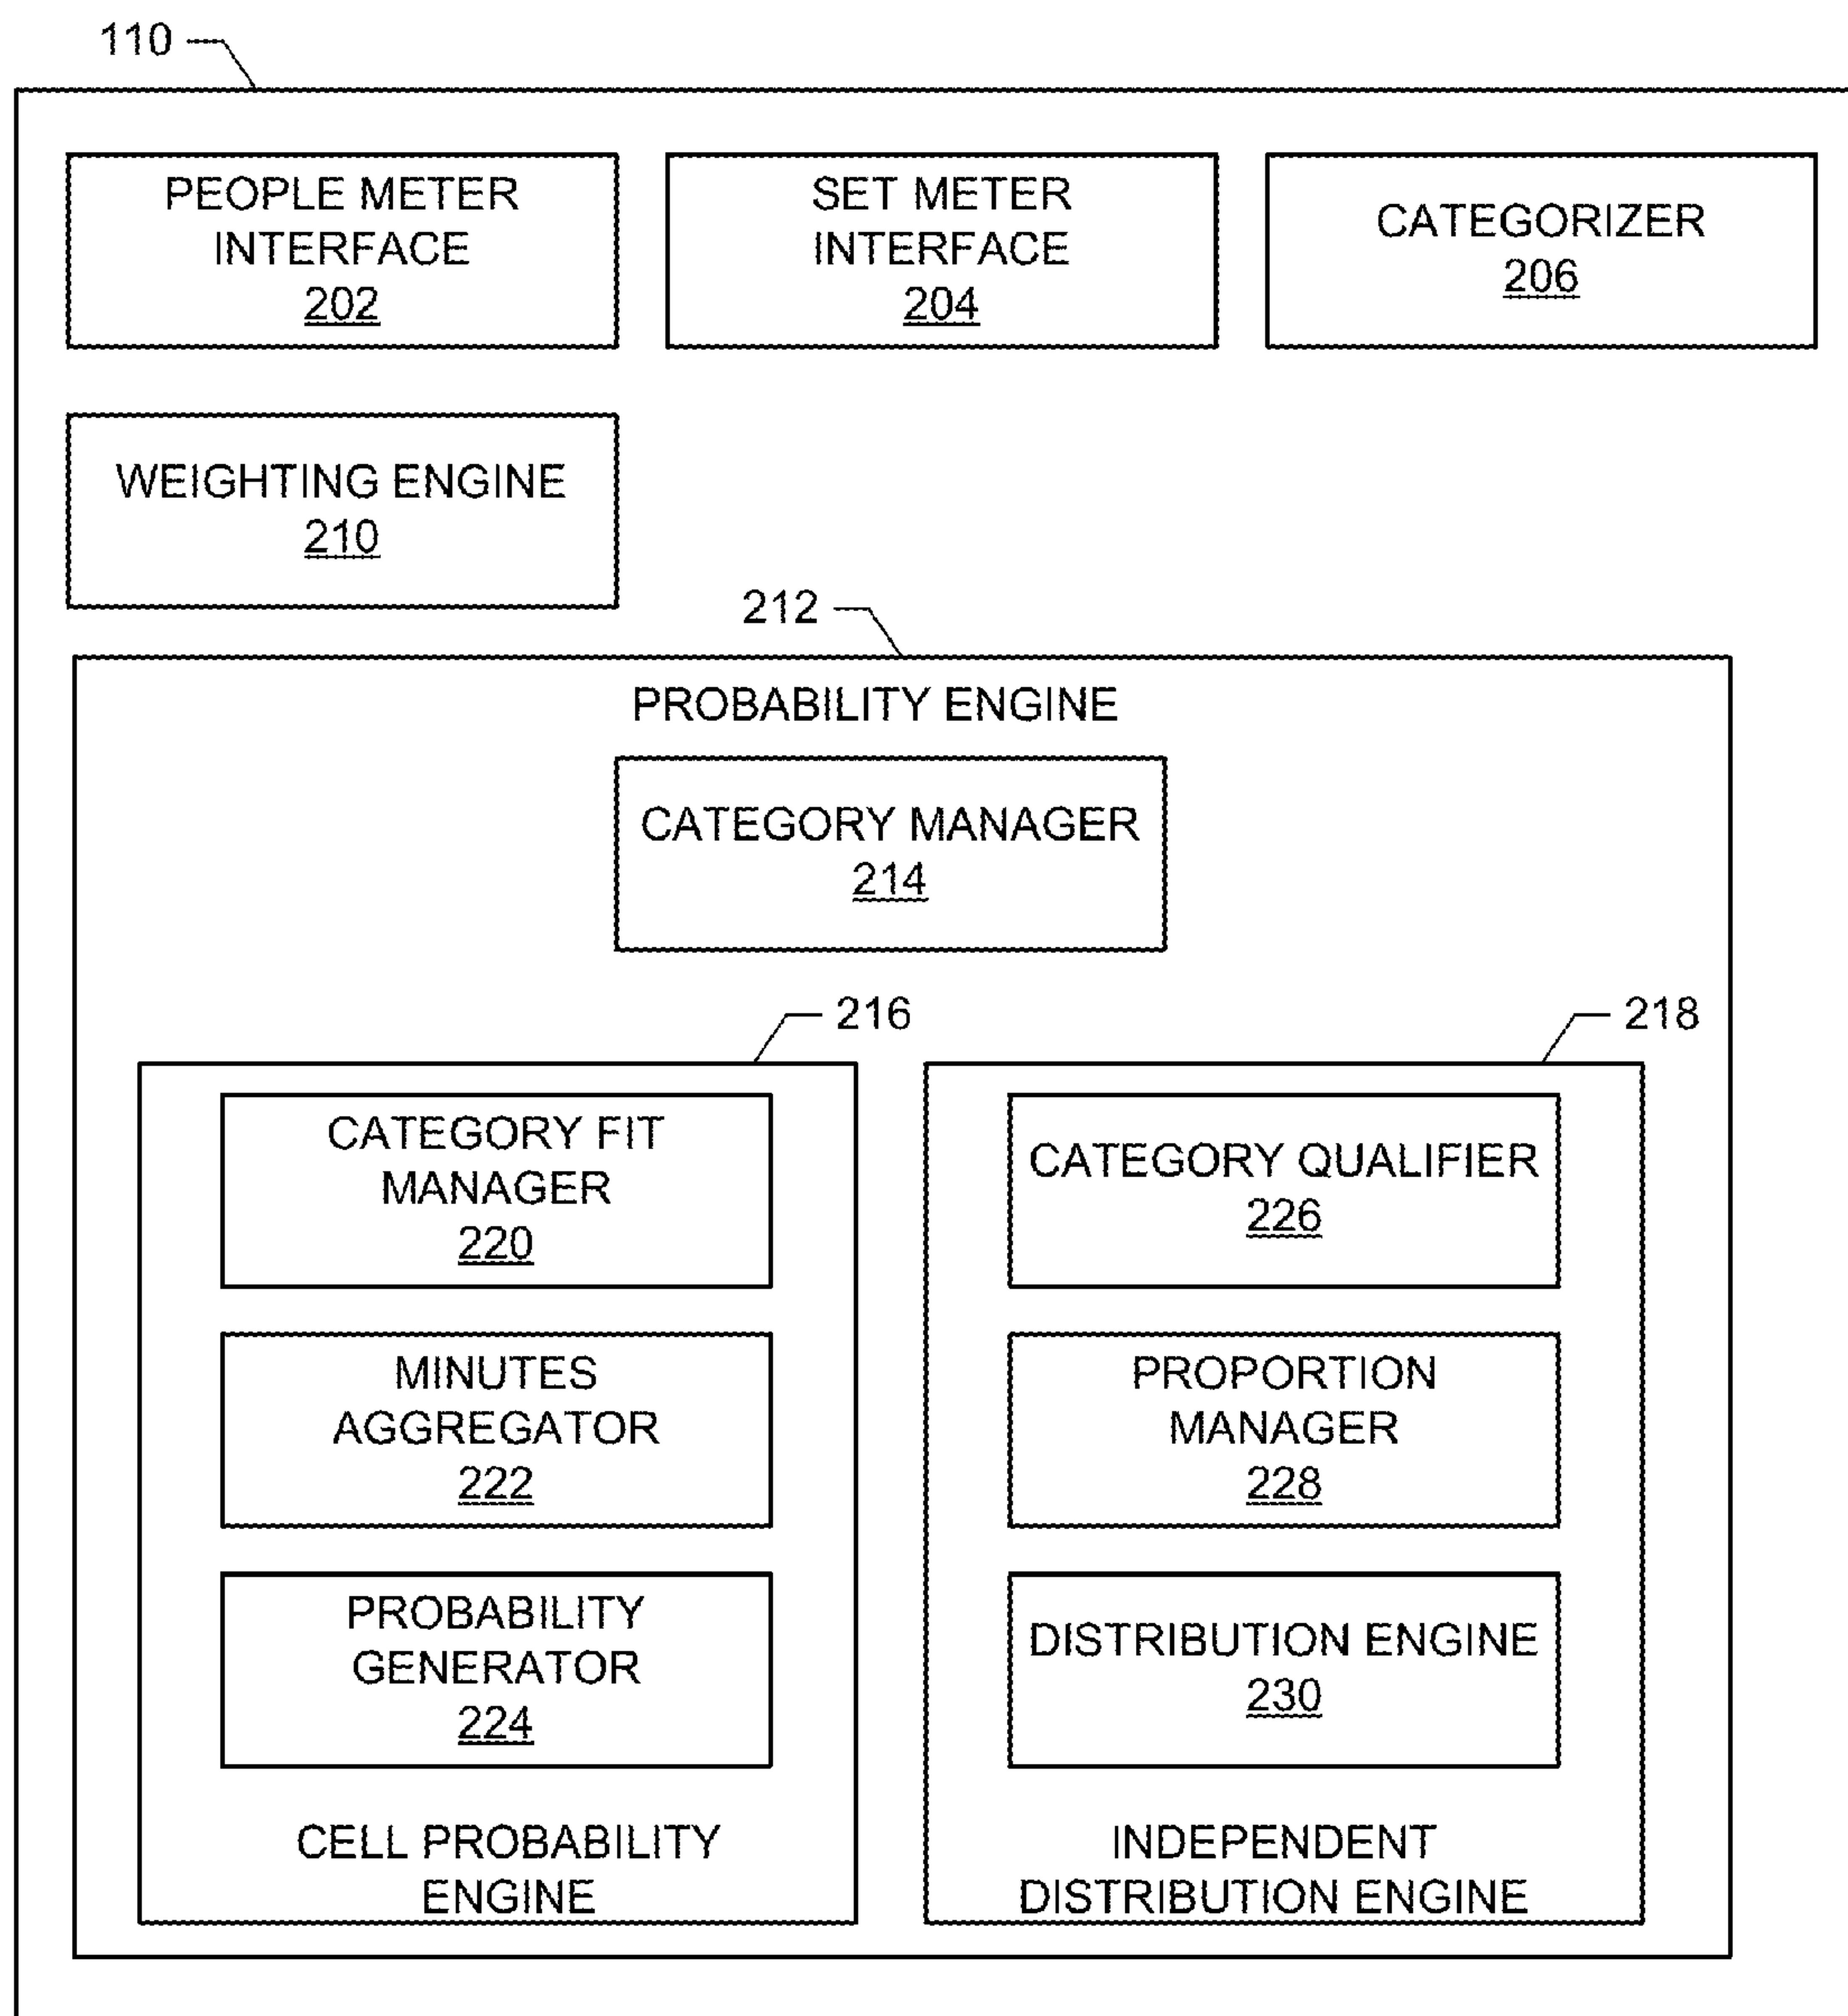 110
PEOPLE METER
INTERFACE
202
SET METER
INTERFACE
204
CATEGORIZER
206
WEIGHTING ENGINE
210
212
PROBABILITY ENGINE
CATEGORY MANAGER
214
216
CATEGORY FIT
MANAGER
220
MINUTES
AGGREGATOR
222
PROBABILITY
GENERATOR
224
CELL PROBABILITY
ENGINE
218
CATEGORY QUALIFIER
226
PROPORTION
MANAGER
228
DISTRIBUTION ENGINE
230
INDEPENDENT
DISTRIBUTION ENGINE